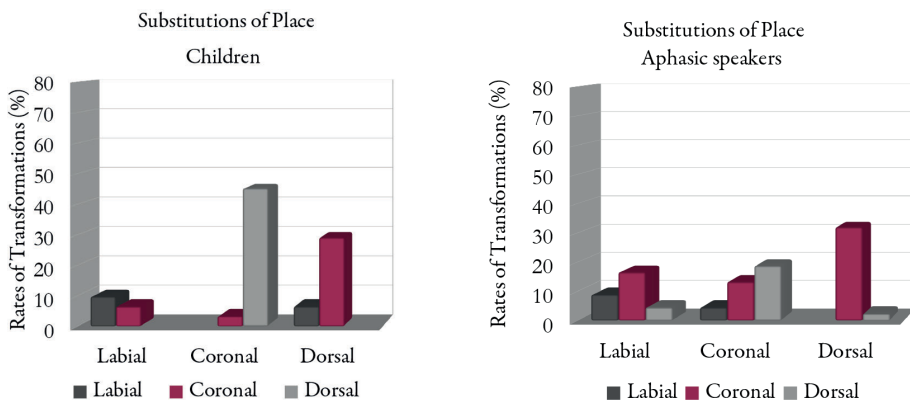 Substitutions of Place
Children
Rates of Transformations (%)
80
70
60
50
40
30
20
10
0
Labial Coronal Dorsal
Labial Coronal Dorsal
Substitutions of Place
Aphasic speakers
Rates of Transformations (%)
80
70
60
50
40
30
20
10
0
Labial Coronal Dorsal
Labial Coronal Dorsal